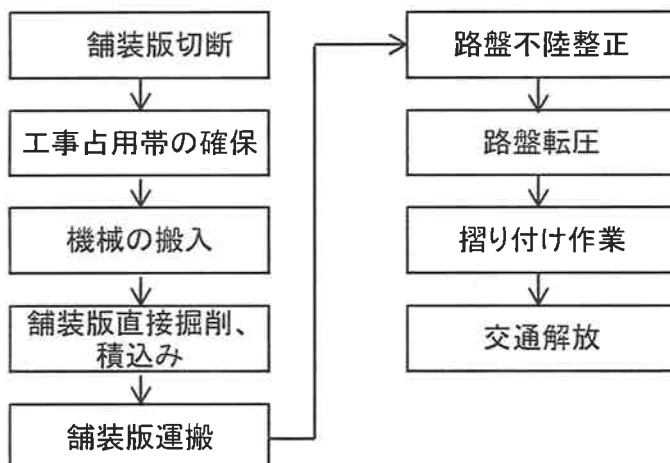 舗装版切断
工事占用帯の確保
機械の搬入
舗装版直接掘削、
積込み
舗装版運搬
路盤不陸整正
路盤転圧
摺り付け作業
交通解放